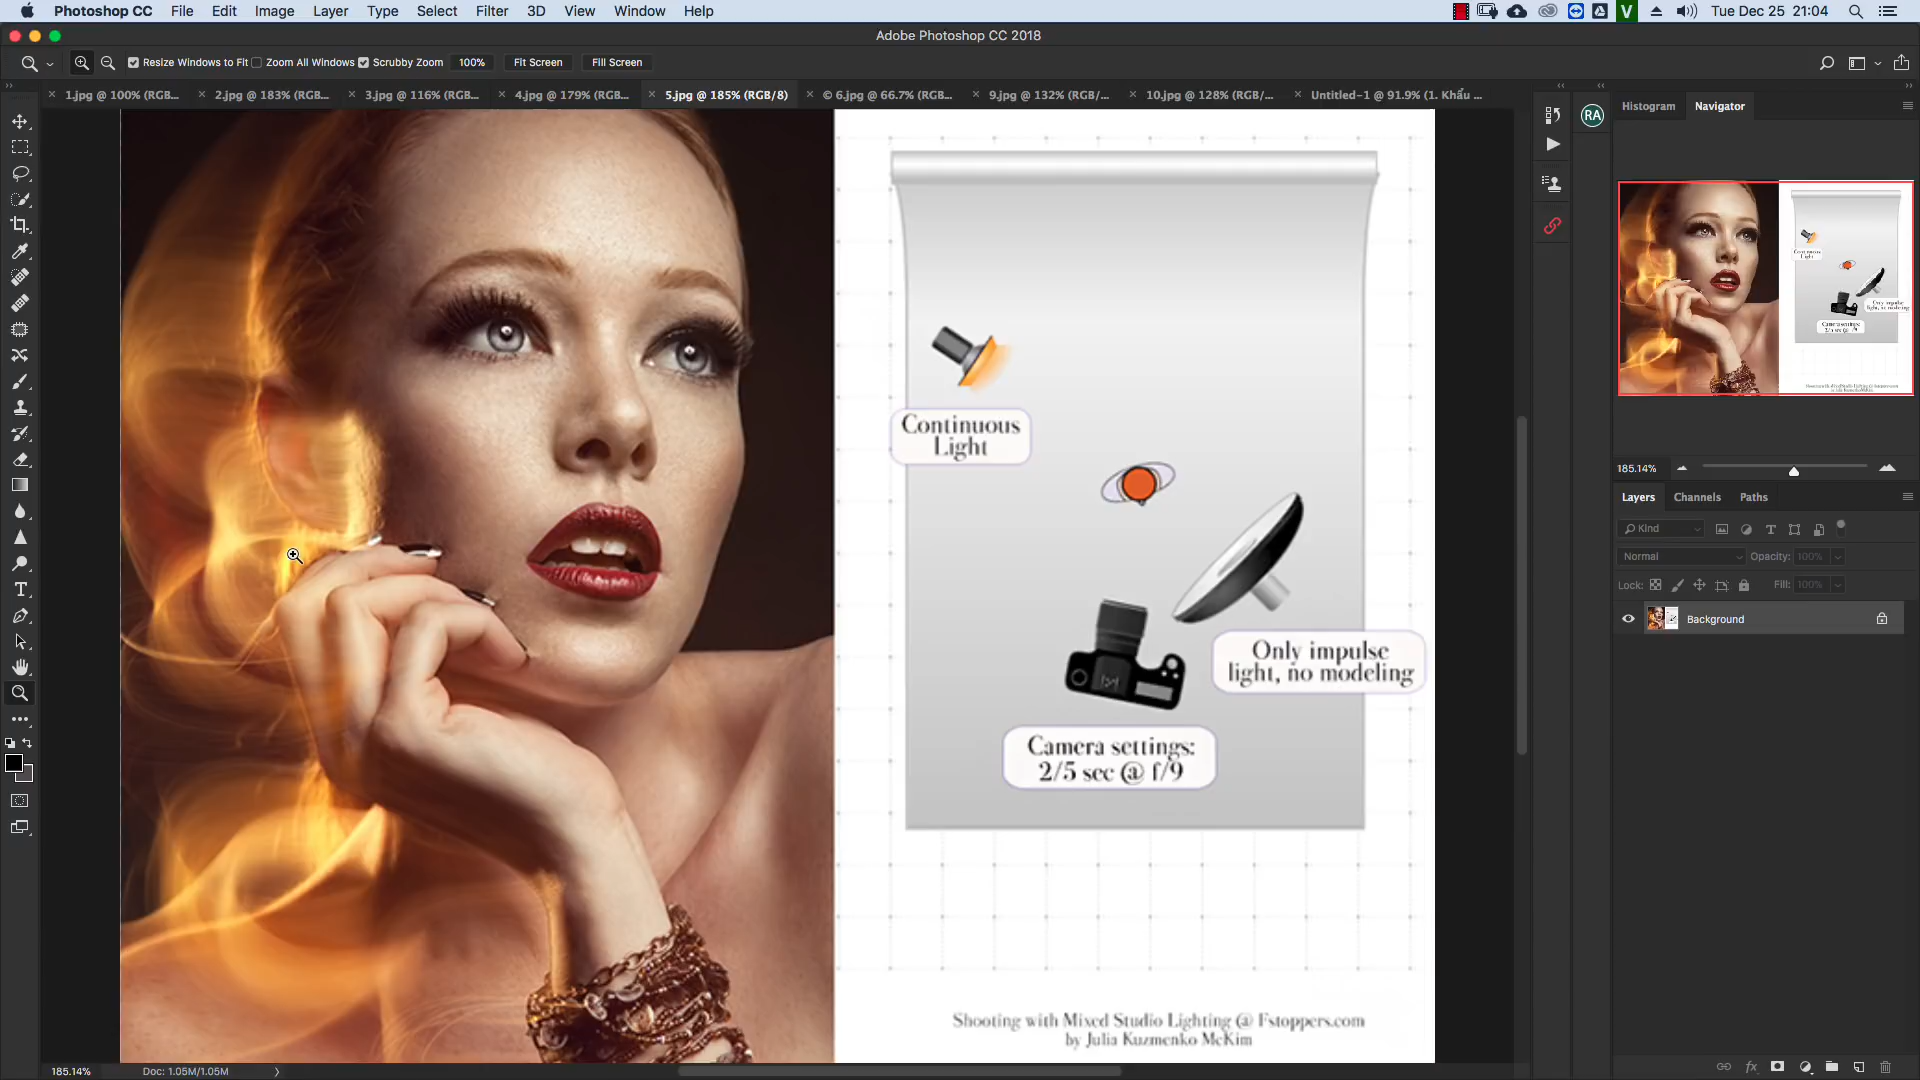 Photoshop CC File Edit Image Layer Type Select Filter 3D View Window Help V Tue Dec 25 21:04
Adobe Photoshop CC 2018
Resize Windows to Fit Zoom All Windows Scrubby Zoom 100% Fit Screen Fill Screen
1.jpg @ 100% (RGB... 2.jpg @ 183% (RGB... 3.jpg @ 116% (RGB... 4.jpg @ 179% (RGB... 5.jpg @ 185% (RGB/8) © 6.jpg @ 66.7% (RGB... 9.jpg @ 132% (RGB/... 10.jpg @ 128% (RGB/... Untitled-1 @ 91.9% (1. Khẩu ...
RA
Histogram Navigator
Continuous
Light
Only impulse
light, no modeling
Camera settings:
2/5 sec @ f/9
Shooting with Mixed Studio Lighting @ Fstoppers.com
by Julia Kuzmenko McKim
185.14%
Layers Channels Paths
Kind
Normal Opacity: 100%
Lock: Fill: 100%
Background
fx
185.14% Doc: 1.05M/1.05M